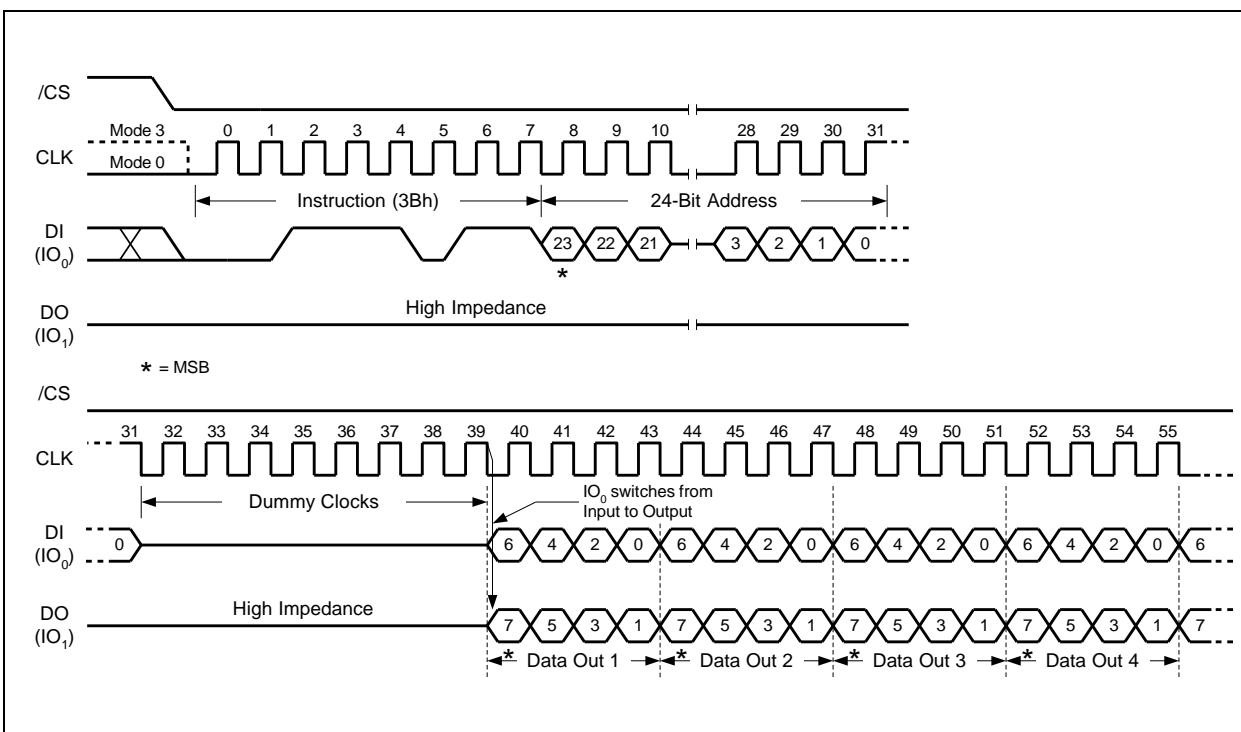 /CS
Mode 3 0 1 2 3 4 5 6 7 8 9 10 28 29 30 31
CLK Mode 0
Instruction (3Bh) 24-Bit Address
DI
(IO0) 23 22 21 3 2 1 0
*
DO High Impedance
(IO1)
* = MSB
/CS
31 32 33 34 35 36 37 38 39 40 41 42 43 44 45 46 47 48 49 50 51 52 53 54 55
CLK
Dummy Clocks IO0 switches from
Input to Output
DI
(IO0) 0 6 4 2 0 6 4 2 0 6 4 2 0 6 4 2 0 6
DO High Impedance
(IO1) 7 5 3 1 7 5 3 1 7 5 3 1 7 5 3 1 7
* Data Out 1 * Data Out 2 * Data Out 3 * Data Out 4